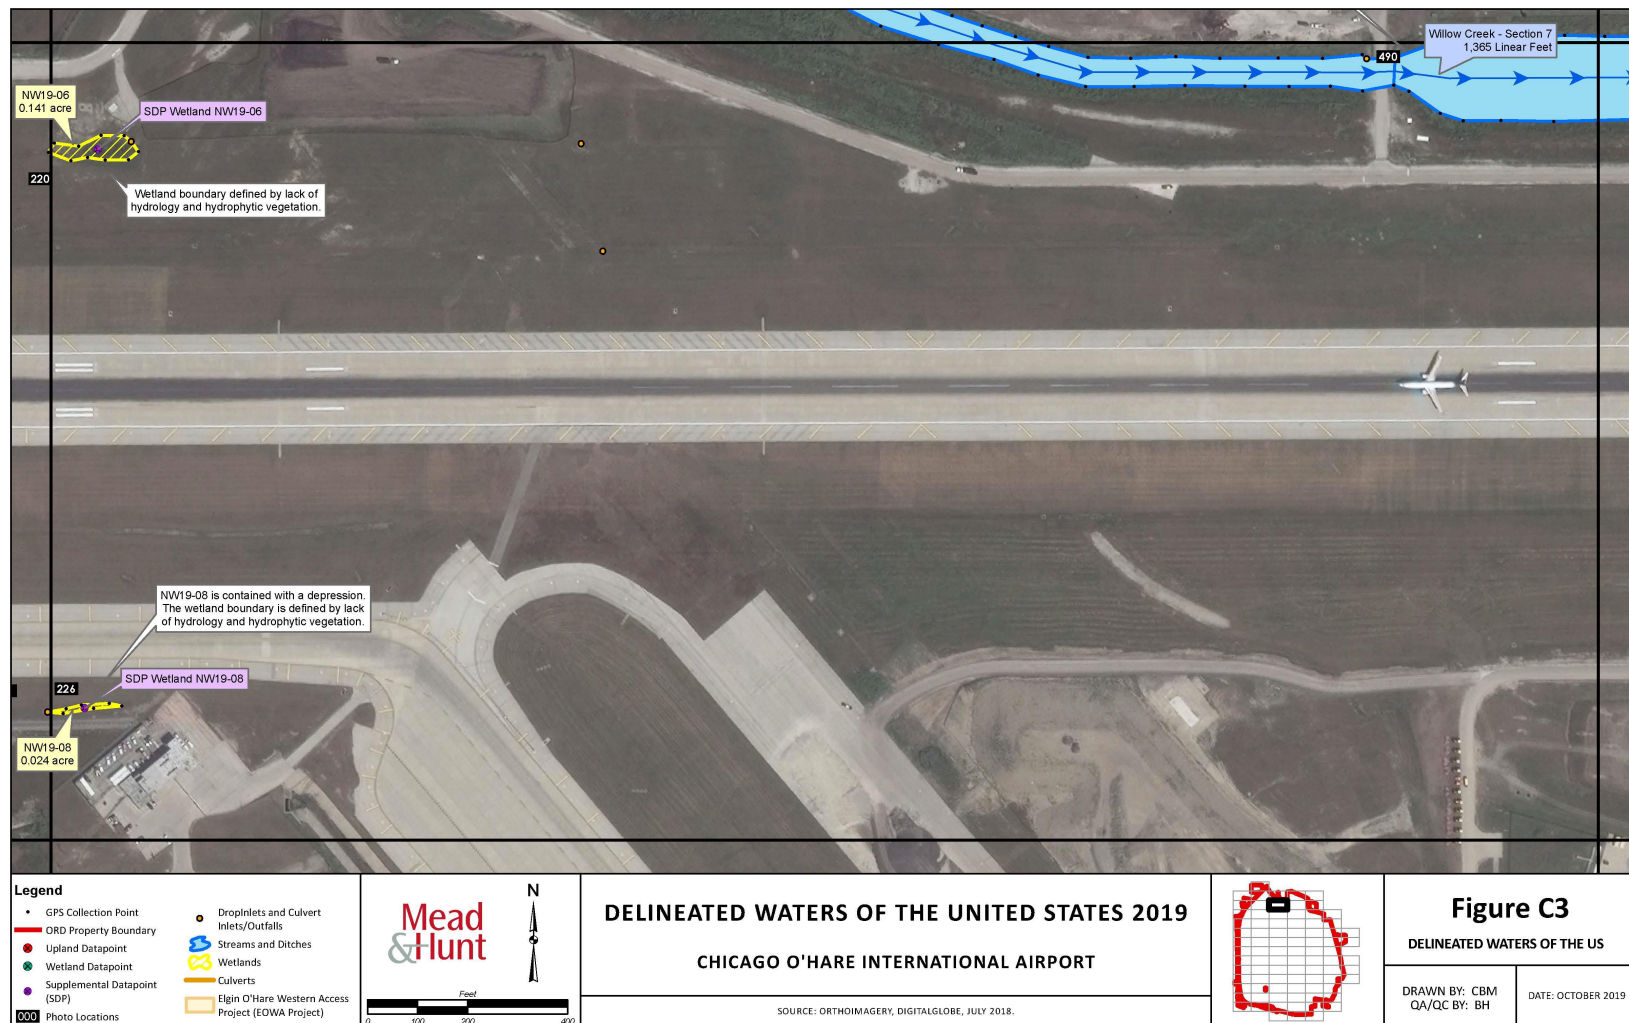 Willow Creek - Section 7
1,365 Linear Feet
490
NW19-06
0.141 acre
SDP Wetland NW19-06
220
Wetland boundary defined by lack of
hydrology and hydrophytic vegetation.
NW19-08 is contained with a depression.
The wetland boundary is defined by lack
of hydrology and hydrophytic vegetation.
SDP Wetland NW19-08
226
NW19-08
0.024 acre
Legend
GPS Collection Point
ORD Property Boundary
Upland Datapoint
Wetland Datapoint
Supplemental Datapoint
(SDP)
000 Photo Locations
DropInlets and Culvert
Inlets/Outfalls
Streams and Ditches
Wetlands
Culverts
Elgin O'Hare Western Access
Project (EOWA Project)
Mead
&Hunt
N
Feet
0 100 200 400
DELINEATED WATERS OF THE UNITED STATES 2019
CHICAGO O'HARE INTERNATIONAL AIRPORT
SOURCE: ORTHOIMAGERY, DIGITALGLOBE, JULY 2018.
Figure C3
DELINEATED WATERS OF THE US
DRAWN BY: CBM
QA/QC BY: BH
DATE: OCTOBER 2019